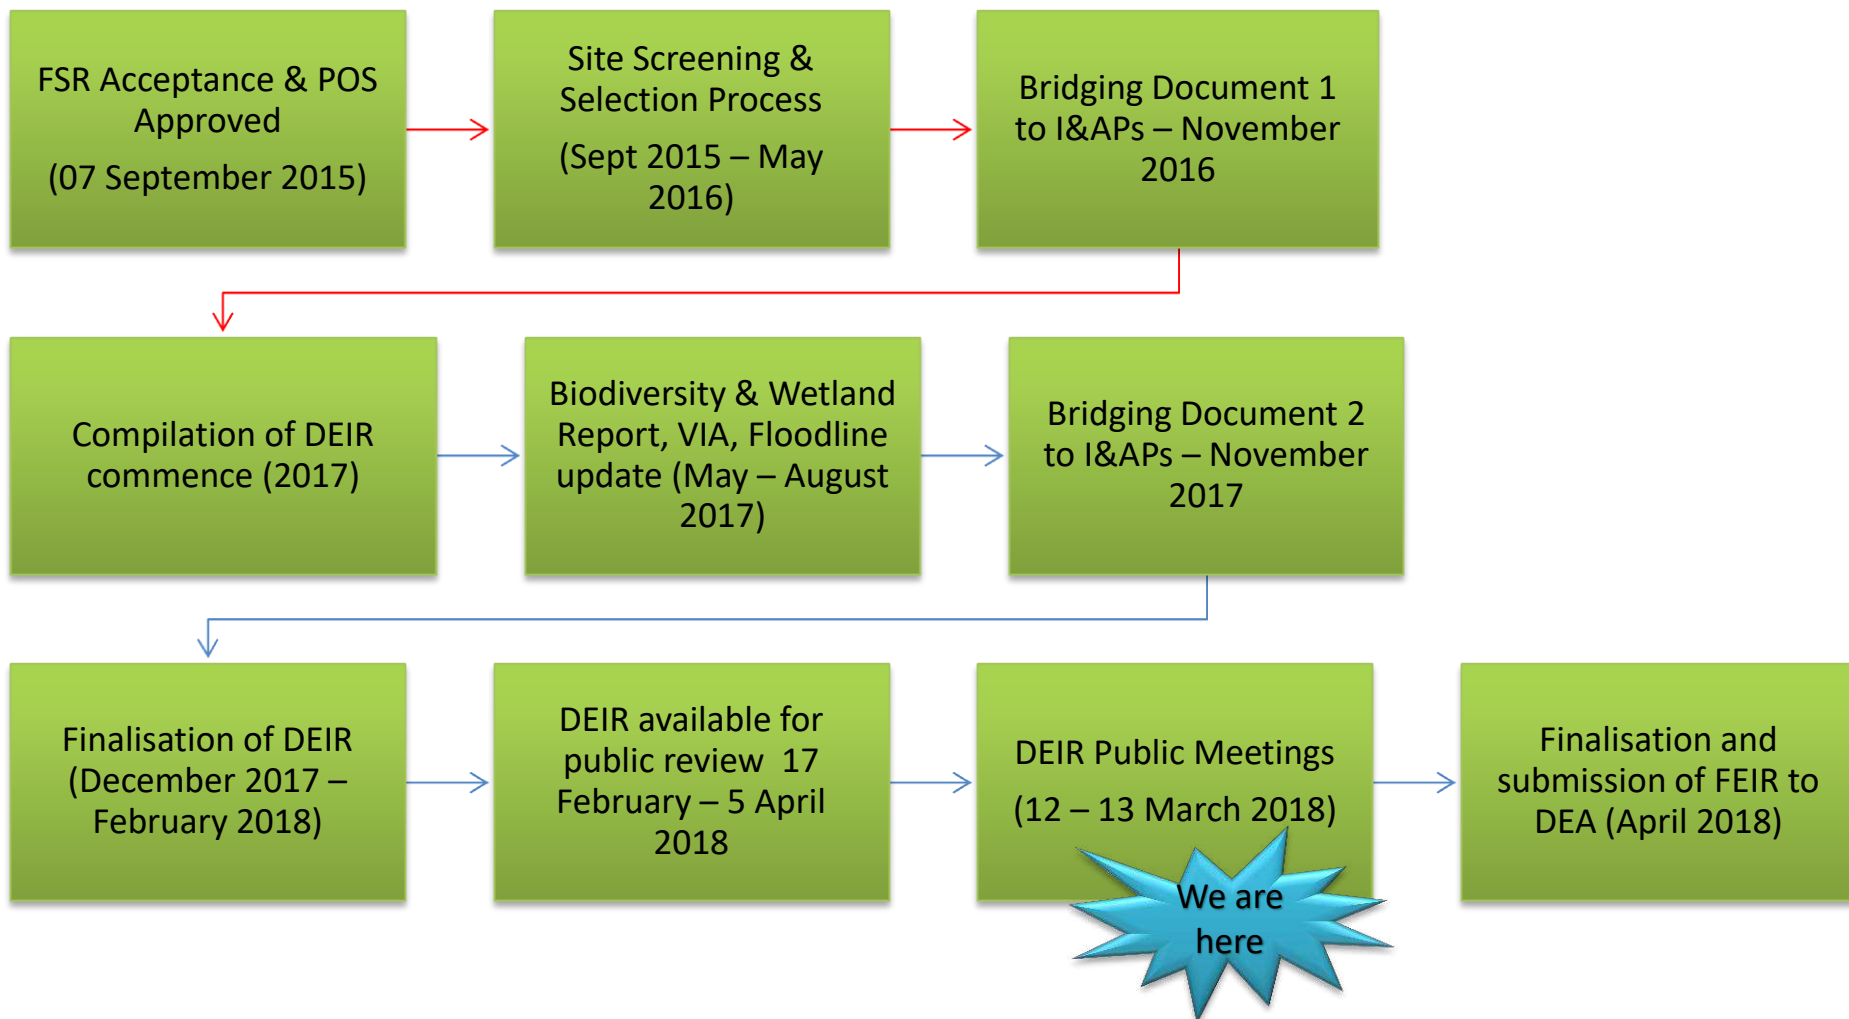 FSR Acceptance & POS
Approved
(07 September 2015)
Site Screening &
Selection Process
(Sept 2015 – May
2016)
Bridging Document 1
to I&APs – November
2016
Compilation of DEIR
commence (2017)
Biodiversity & Wetland
Report, VIA, Floodline
update (May – August
2017)
Bridging Document 2
to I&APs – November
2017
Finalisation of DEIR
(December 2017 –
February 2018)
DEIR available for
public review  17
February – 5 April
2018
DEIR Public Meetings
(12 – 13 March 2018)
We are
here
Finalisation and
submission of FEIR to
DEA (April 2018)